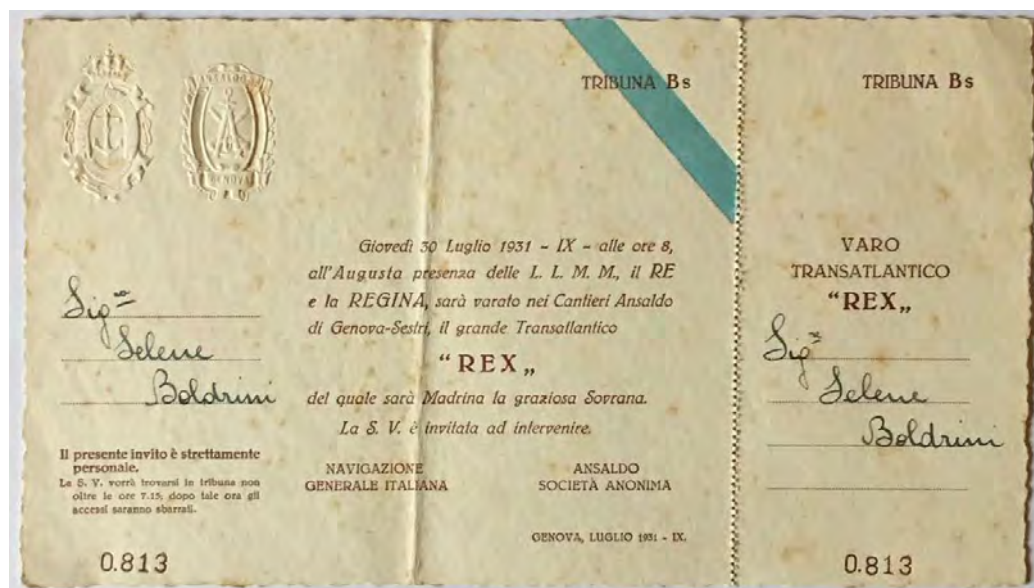 ANSALDO
GENOVA
TRIBUNA Bs
Giovedì 30 Luglio 1931 - IX - alle ore 8,
all'Augusta presenza delle L. L. M. M., il RE
e la REGINA, sarà varato nei Cantieri Ansaldo
di Genova-Sestri, il grande Transatlantico
“REX„
del quale sarà Madrina la graziosa Sovrana.
La S. V. è invitata ad intervenire.
Sig.ra
Selene
Boldrini
Il presente invito è strettamente
personale.
La S. V. vorrà trovarsi in tribuna non
oltre le ore 7.15; dopo tale ora gli
accessi saranno sbarrati.
NAVIGAZIONE
GENERALE ITALIANA
ANSALDO
SOCIETÀ ANONIMA
GENOVA, LUGLIO 1931 - IX.
0.813
TRIBUNA Bs
VARO
TRANSATLANTICO
“REX„
Sig.ra
Selene
Boldrini
0.813